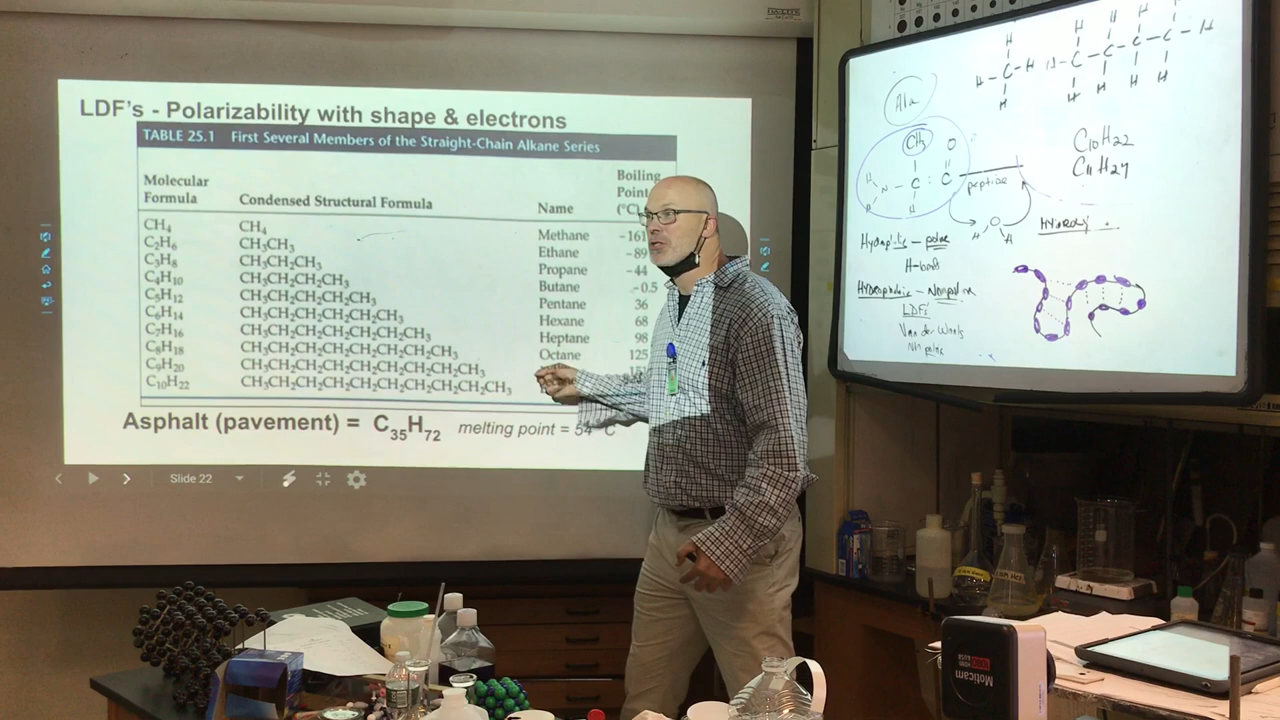 LDF's - Polarizability with shape & electrons
TABLE 25.1 First Several Members of the Straight-Chain Alkane Series
Molecular Formula Condensed Structural Formula Name Boiling Point (°C)
CH₄ CH₄ Methane -161
C₂H₆ CH₃CH₃ Ethane -89
C₃H₈ CH₃CH₂CH₃ Propane -44
C₄H₁₀ CH₃CH₂CH₂CH₃ Butane -0.5
C₅H₁₂ CH₃CH₂CH₂CH₂CH₃ Pentane 36
C₆H₁₄ CH₃CH₂CH₂CH₂CH₂CH₃ Hexane 68
C₇H₁₆ CH₃CH₂CH₂CH₂CH₂CH₂CH₃ Heptane 98
C₈H₁₈ CH₃CH₂CH₂CH₂CH₂CH₂CH₂CH₃ Octane 125
C₉H₂₀ CH₃CH₂CH₂CH₂CH₂CH₂CH₂CH₂CH₃ 151
C₁₀H₂₂ CH₃CH₂CH₂CH₂CH₂CH₂CH₂CH₂CH₂CH₃
Asphalt (pavement) = C₃₅H₇₂ melting point = 54 °C
Slide 22
H H H H H
H - C - H H - C - C - C - C - H
H H H H H
Ala
CH₃ O
H N - C - C
H H
peptide
H O H
C₁₀H₂₂
C₁₁H₂₄
polar
H-bonds
LDFs
Van der Waals
Non polar
Moticam